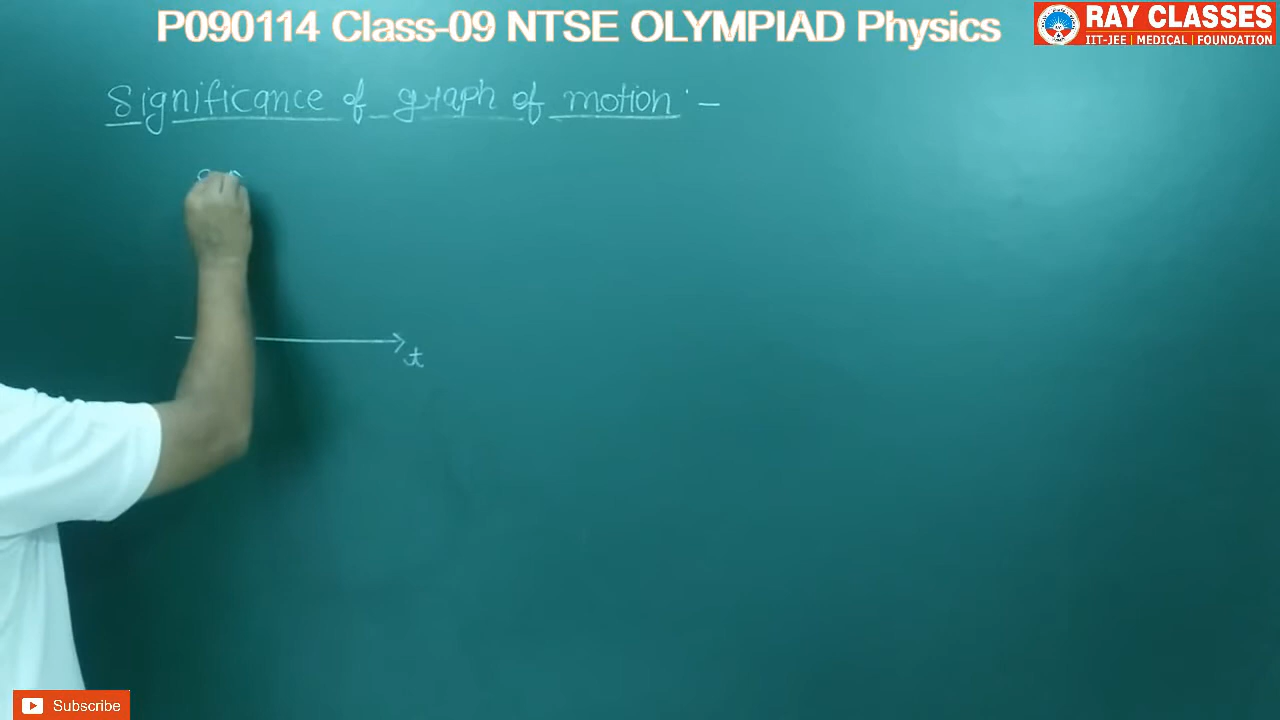 P090114 Class-09 NTSE OLYMPIAD Physics
RAY CLASSES
IIT-JEE | MEDICAL | FOUNDATION
Significance of graph of motion :-
t
Subscribe